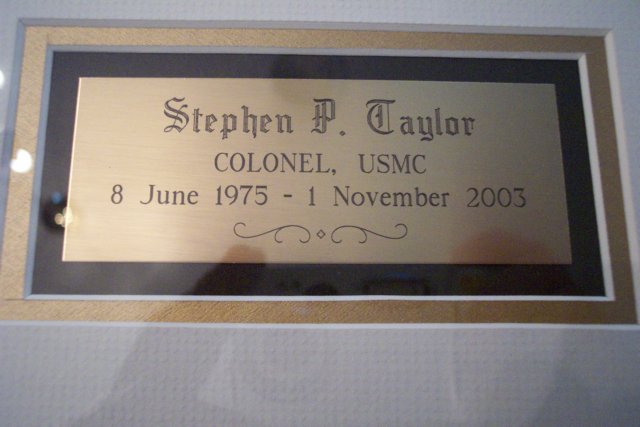 Stephen P. Taylor
COLONEL, USMC
8 June 1975 - 1 November 2003